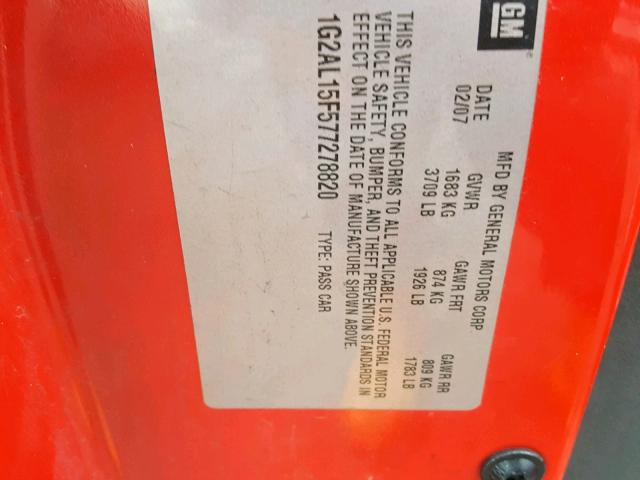 GM
MFD BY GENERAL MOTORS CORP
DATE GVWR GAWR FRT GAWR RR
02/07 1683 KG 874 KG 809 KG
3709 LB 1926 LB 1783 LB
THIS VEHICLE CONFORMS TO ALL APPLICABLE U.S. FEDERAL MOTOR
VEHICLE SAFETY, BUMPER, AND THEFT PREVENTION STANDARDS IN
EFFECT ON THE DATE OF MANUFACTURE SHOWN ABOVE.
1G2AL15F577278820 TYPE: PASS CAR